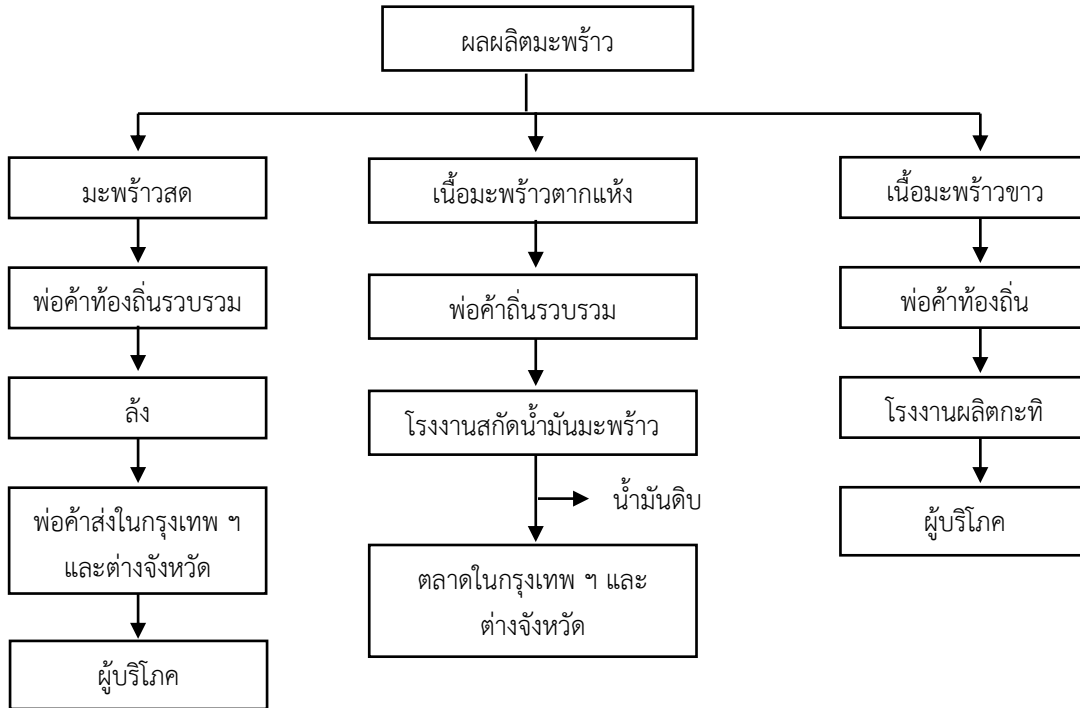 ผลผลิตมะพร้าว
มะพร้าวสด
เนื้อมะพร้าวตากแห้ง
เนื้อมะพร้าวขาว
พ่อค้าท้องถิ่นรวบรวม
พ่อค้าถิ่นรวบรวม
พ่อค้าท้องถิ่น
ล้ง
โรงงานสกัดน้ำมันมะพร้าว
โรงงานผลิตกะทิ
น้ำมันดิบ
พ่อค้าส่งในกรุงเทพ ฯ
และต่างจังหวัด
ตลาดในกรุงเทพ ฯ และ
ต่างจังหวัด
ผู้บริโภค
ผู้บริโภค